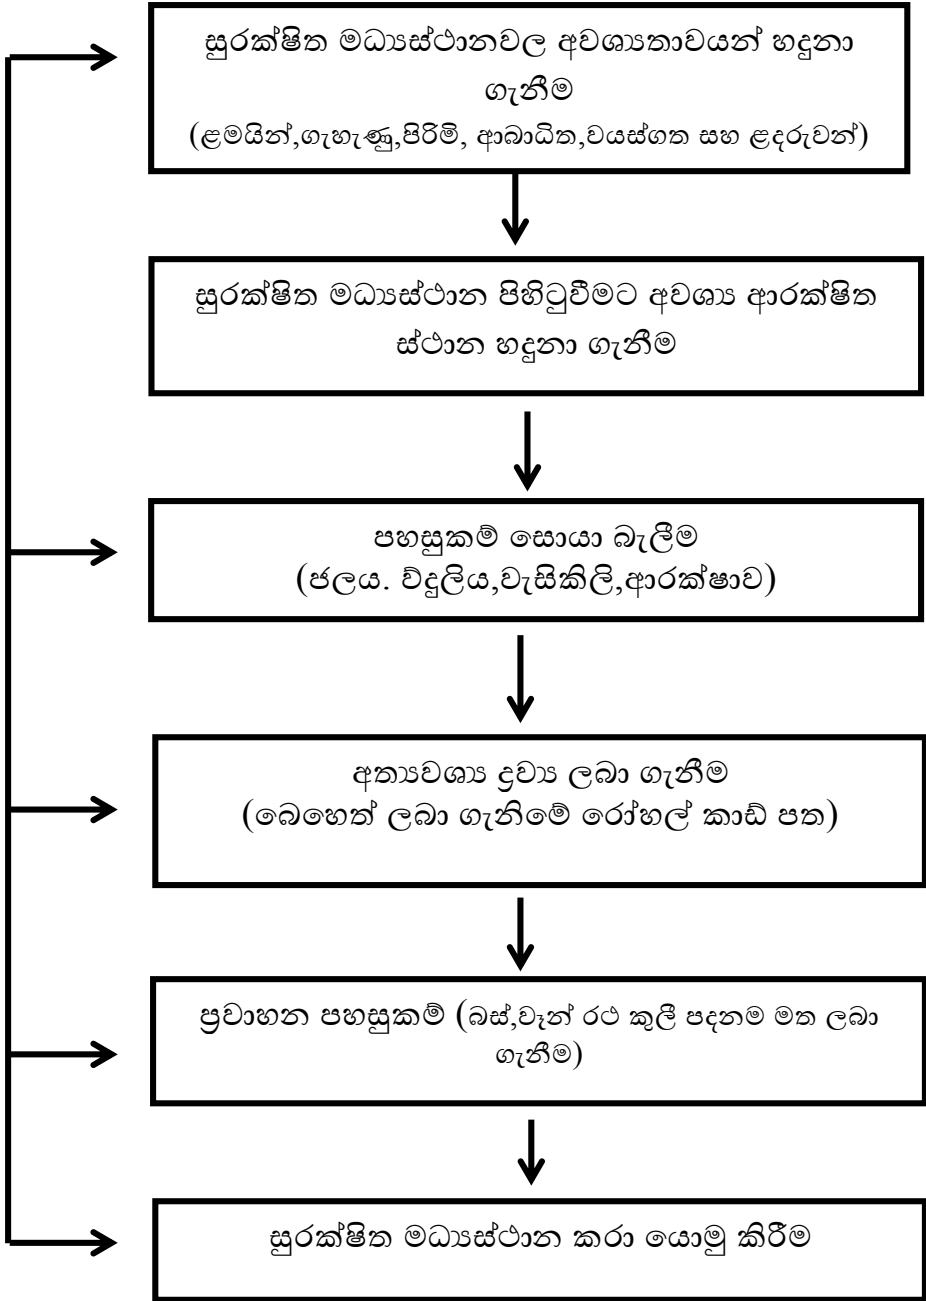 සුරක්ෂිත මධ්‍යස්ථානවල අවශ්‍යතාවයන් හදුනා
ගැනීම
(ළමයින්,ගැහැණු,පිරිමි, ආබාධිත,වයස්ගත සහ ළදරුවන්)
සුරක්ෂිත මධ්‍යස්ථාන පිහිටුවීමට අවශ්‍ය ආරක්ෂිත
ස්ථාන හදුනා ගැනීම
පහසුකම් සොයා බැලීම
(ජලය. ව්දුලිය,වැසිකිලි,ආරක්ෂාව)
අත්‍යවශ්‍ය ද්‍රව්‍ය ලබා ගැනීම
(බෙහෙත් ලබා ගැනිමේ රෝහල් කාඩ් පත)
ප්‍රවාහන පහසුකම් (බස්,වෑන් රථ කුලී පදනම මත ලබා
ගැනීම)
සුරක්ෂිත මධ්‍යස්ථාන කරා යොමු කිරීම